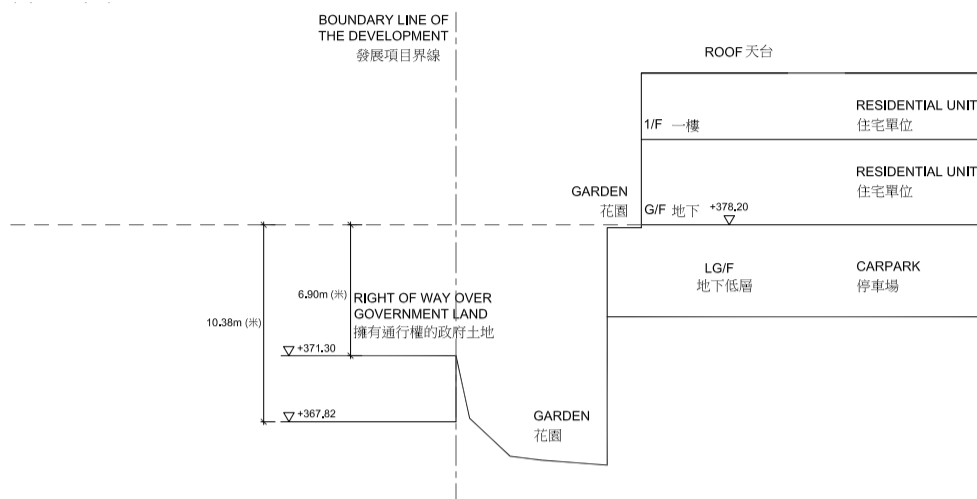 BOUNDARY LINE OF
THE DEVELOPMENT
發展項目界線
ROOF 天台
1/F 一樓
RESIDENTIAL UNIT
住宅單位
RESIDENTIAL UNIT
住宅單位
GARDEN
花園
G/F 地下
+378.20
LG/F
地下低層
CARPARK
停車場
6.90m (米)
10.38m (米)
RIGHT OF WAY OVER
GOVERNMENT LAND
擁有通行權的政府土地
+371.30
+367.82
GARDEN
花園